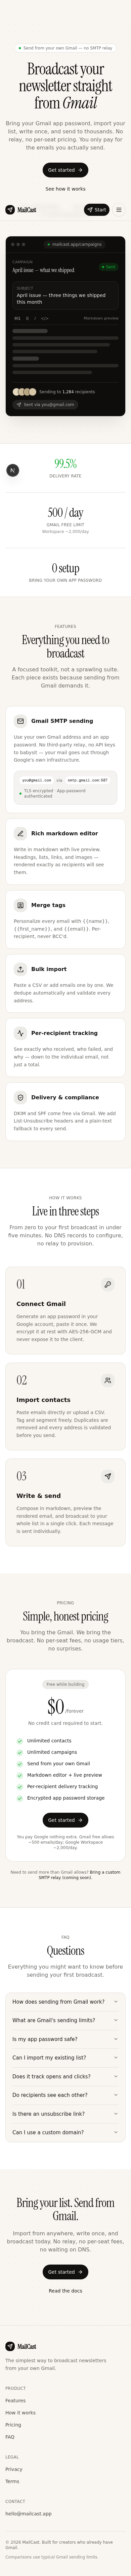 Send from your own Gmail — no SMTP relay
Broadcast your
newsletter straight
from Gmail
Bring your Gmail app password, import your
list, write once, and send to thousands. No
relay, no per-seat pricing. You only pay for
the emails you actually send.
Get started →
See how it works
MailCast
Start
mailcast.app/campaigns
CAMPAIGN
April issue — what we shipped
SUBJECT
April issue — three things we shipped
this month
H1 B I </>
Markdown preview
Sending to 1,284 recipients
Send via you@gmail.com
N
99.5%
DELIVERY RATE
500 / day
GMAIL FREE LIMIT
Workspace ~2,000/day
0 setup
BRING YOUR OWN APP PASSWORD
FEATURES
Everything you need to
broadcast
A focused toolkit, not a sprawling suite.
Each piece exists because sending from
Gmail demands it.
Gmail SMTP sending
Use your own Gmail address and an app
password. No third-party relay, no API keys
to babysit — your mail goes out through
Google's own infrastructure.
you@gmail.com via smtp.gmail.com:587
TLS encrypted · App-password
authenticated
Rich markdown editor
Write in markdown with live preview.
Headings, lists, links, and images —
rendered exactly as recipients will see
them.
Merge tags
Personalize every email with {{name}},
{{first_name}}, and {{email}}. Per-
recipient, never BCC'd.
Bulk import
Paste a CSV or add emails one by one. We
dedupe automatically and validate every
address.
Per-recipient tracking
See exactly who received, who failed, and
why — down to the individual email, not
just a total.
Delivery & compliance
DKIM and SPF come free via Gmail. We add
List-Unsubscribe headers and a plain-text
fallback to every send.
HOW IT WORKS
Live in three steps
From zero to your first broadcast in under
five minutes. No DNS records to configure,
no relay to provision.
01
Connect Gmail
Generate an app password in your
Google account, paste it once. We
encrypt it at rest with AES-256-GCM and
never expose it to the client.
02
Import contacts
Paste emails directly or upload a CSV.
Tag and segment freely. Duplicates are
removed and every address is validated
before you send.
03
Write & send
Compose in markdown, preview the
rendered email, and broadcast to your
whole list in a single click. Each message
is sent individually.
PRICING
Simple, honest pricing
You bring the Gmail. We bring the
broadcast. No per-seat fees, no usage tiers,
no surprises.
Free while building
$0 /forever
No credit card required to start.
Unlimited contacts
Unlimited campaigns
Send from your own Gmail
Markdown editor + live preview
Per-recipient delivery tracking
Encrypted app password storage
Get started →
You pay Google nothing extra. Gmail free allows
~500 emails/day; Google Workspace
~2,000/day.
Need to send more than Gmail allows? Bring a custom
SMTP relay (coming soon).
FAQ
Questions
Everything you might want to know before
sending your first broadcast.
How does sending from Gmail work?
What are Gmail's sending limits?
Is my app password safe?
Can I import my existing list?
Does it track opens and clicks?
Do recipients see each other?
Is there an unsubscribe link?
Can I use a custom domain?
Bring your list. Send from
Gmail.
Import from anywhere, write once, and
broadcast today. No relay, no per-seat fees,
no waiting on DNS.
Get started →
Read the docs
MailCast
The simplest way to broadcast newsletters
from your own Gmail.
PRODUCT
Features
How it works
Pricing
FAQ
LEGAL
Privacy
Terms
CONTACT
hello@mailcast.app
© 2026 MailCast. Built for creators who already have
Gmail.
Comparisons use typical Gmail sending limits.